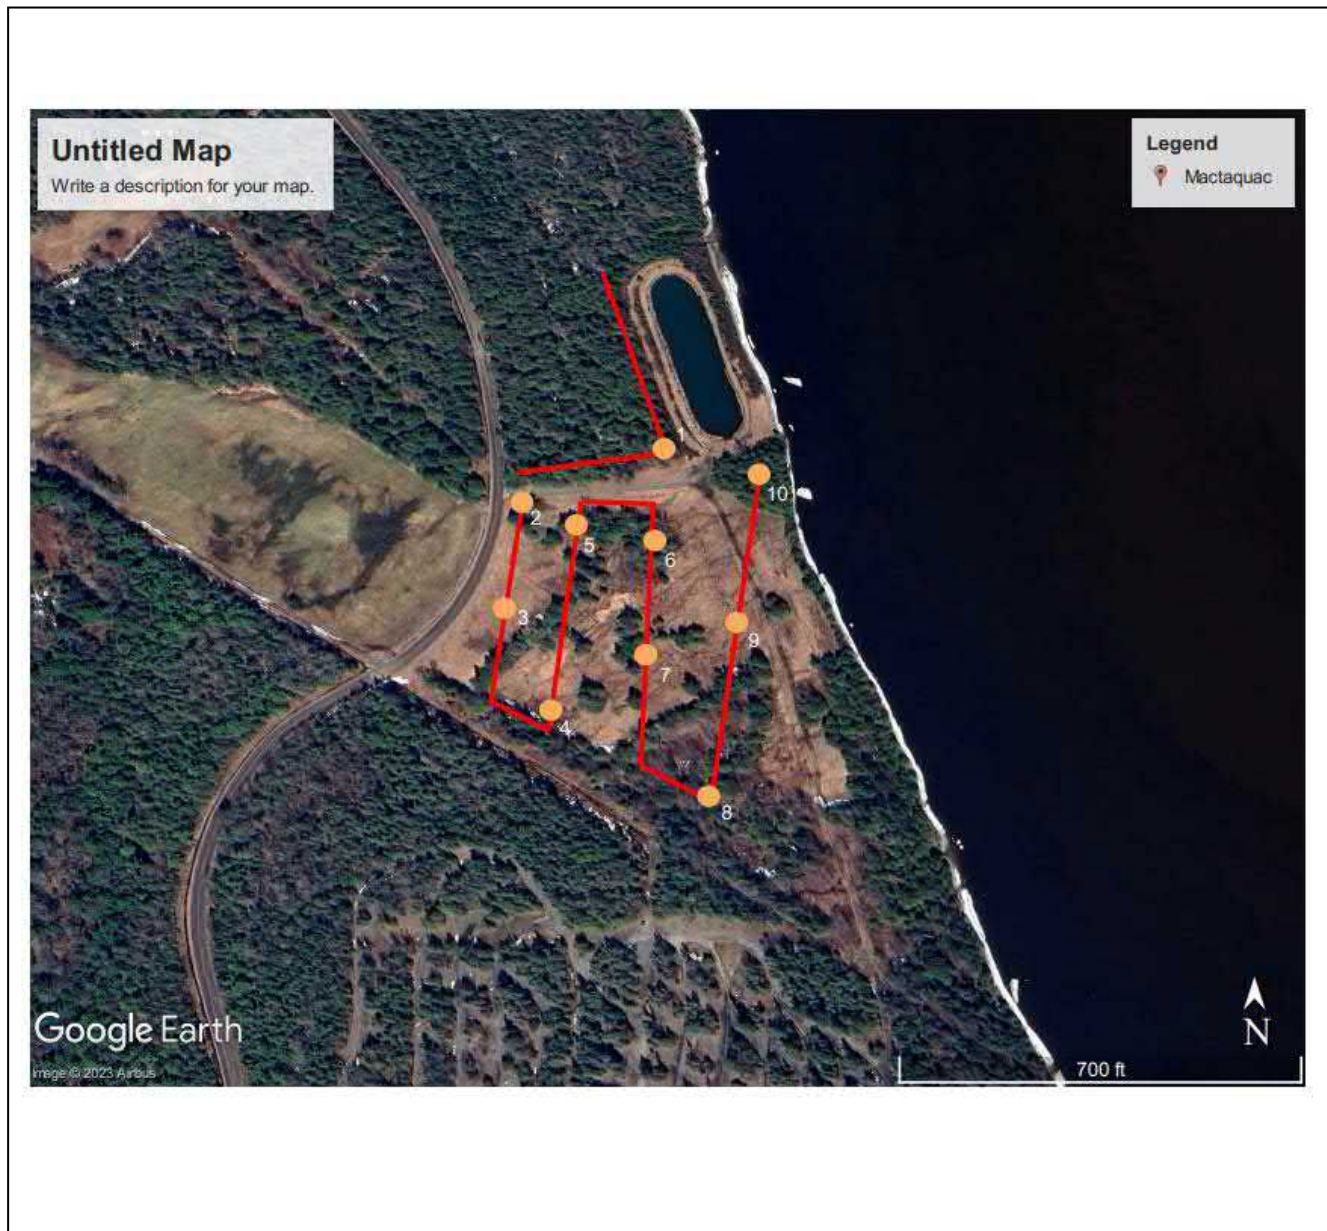 Untitled Map
Write a description for your map.
Legend
Mactaquac
1
2
10
5
6
3
9
7
4
8
N
Google Earth
Image © 2023 Airbus
700 ft